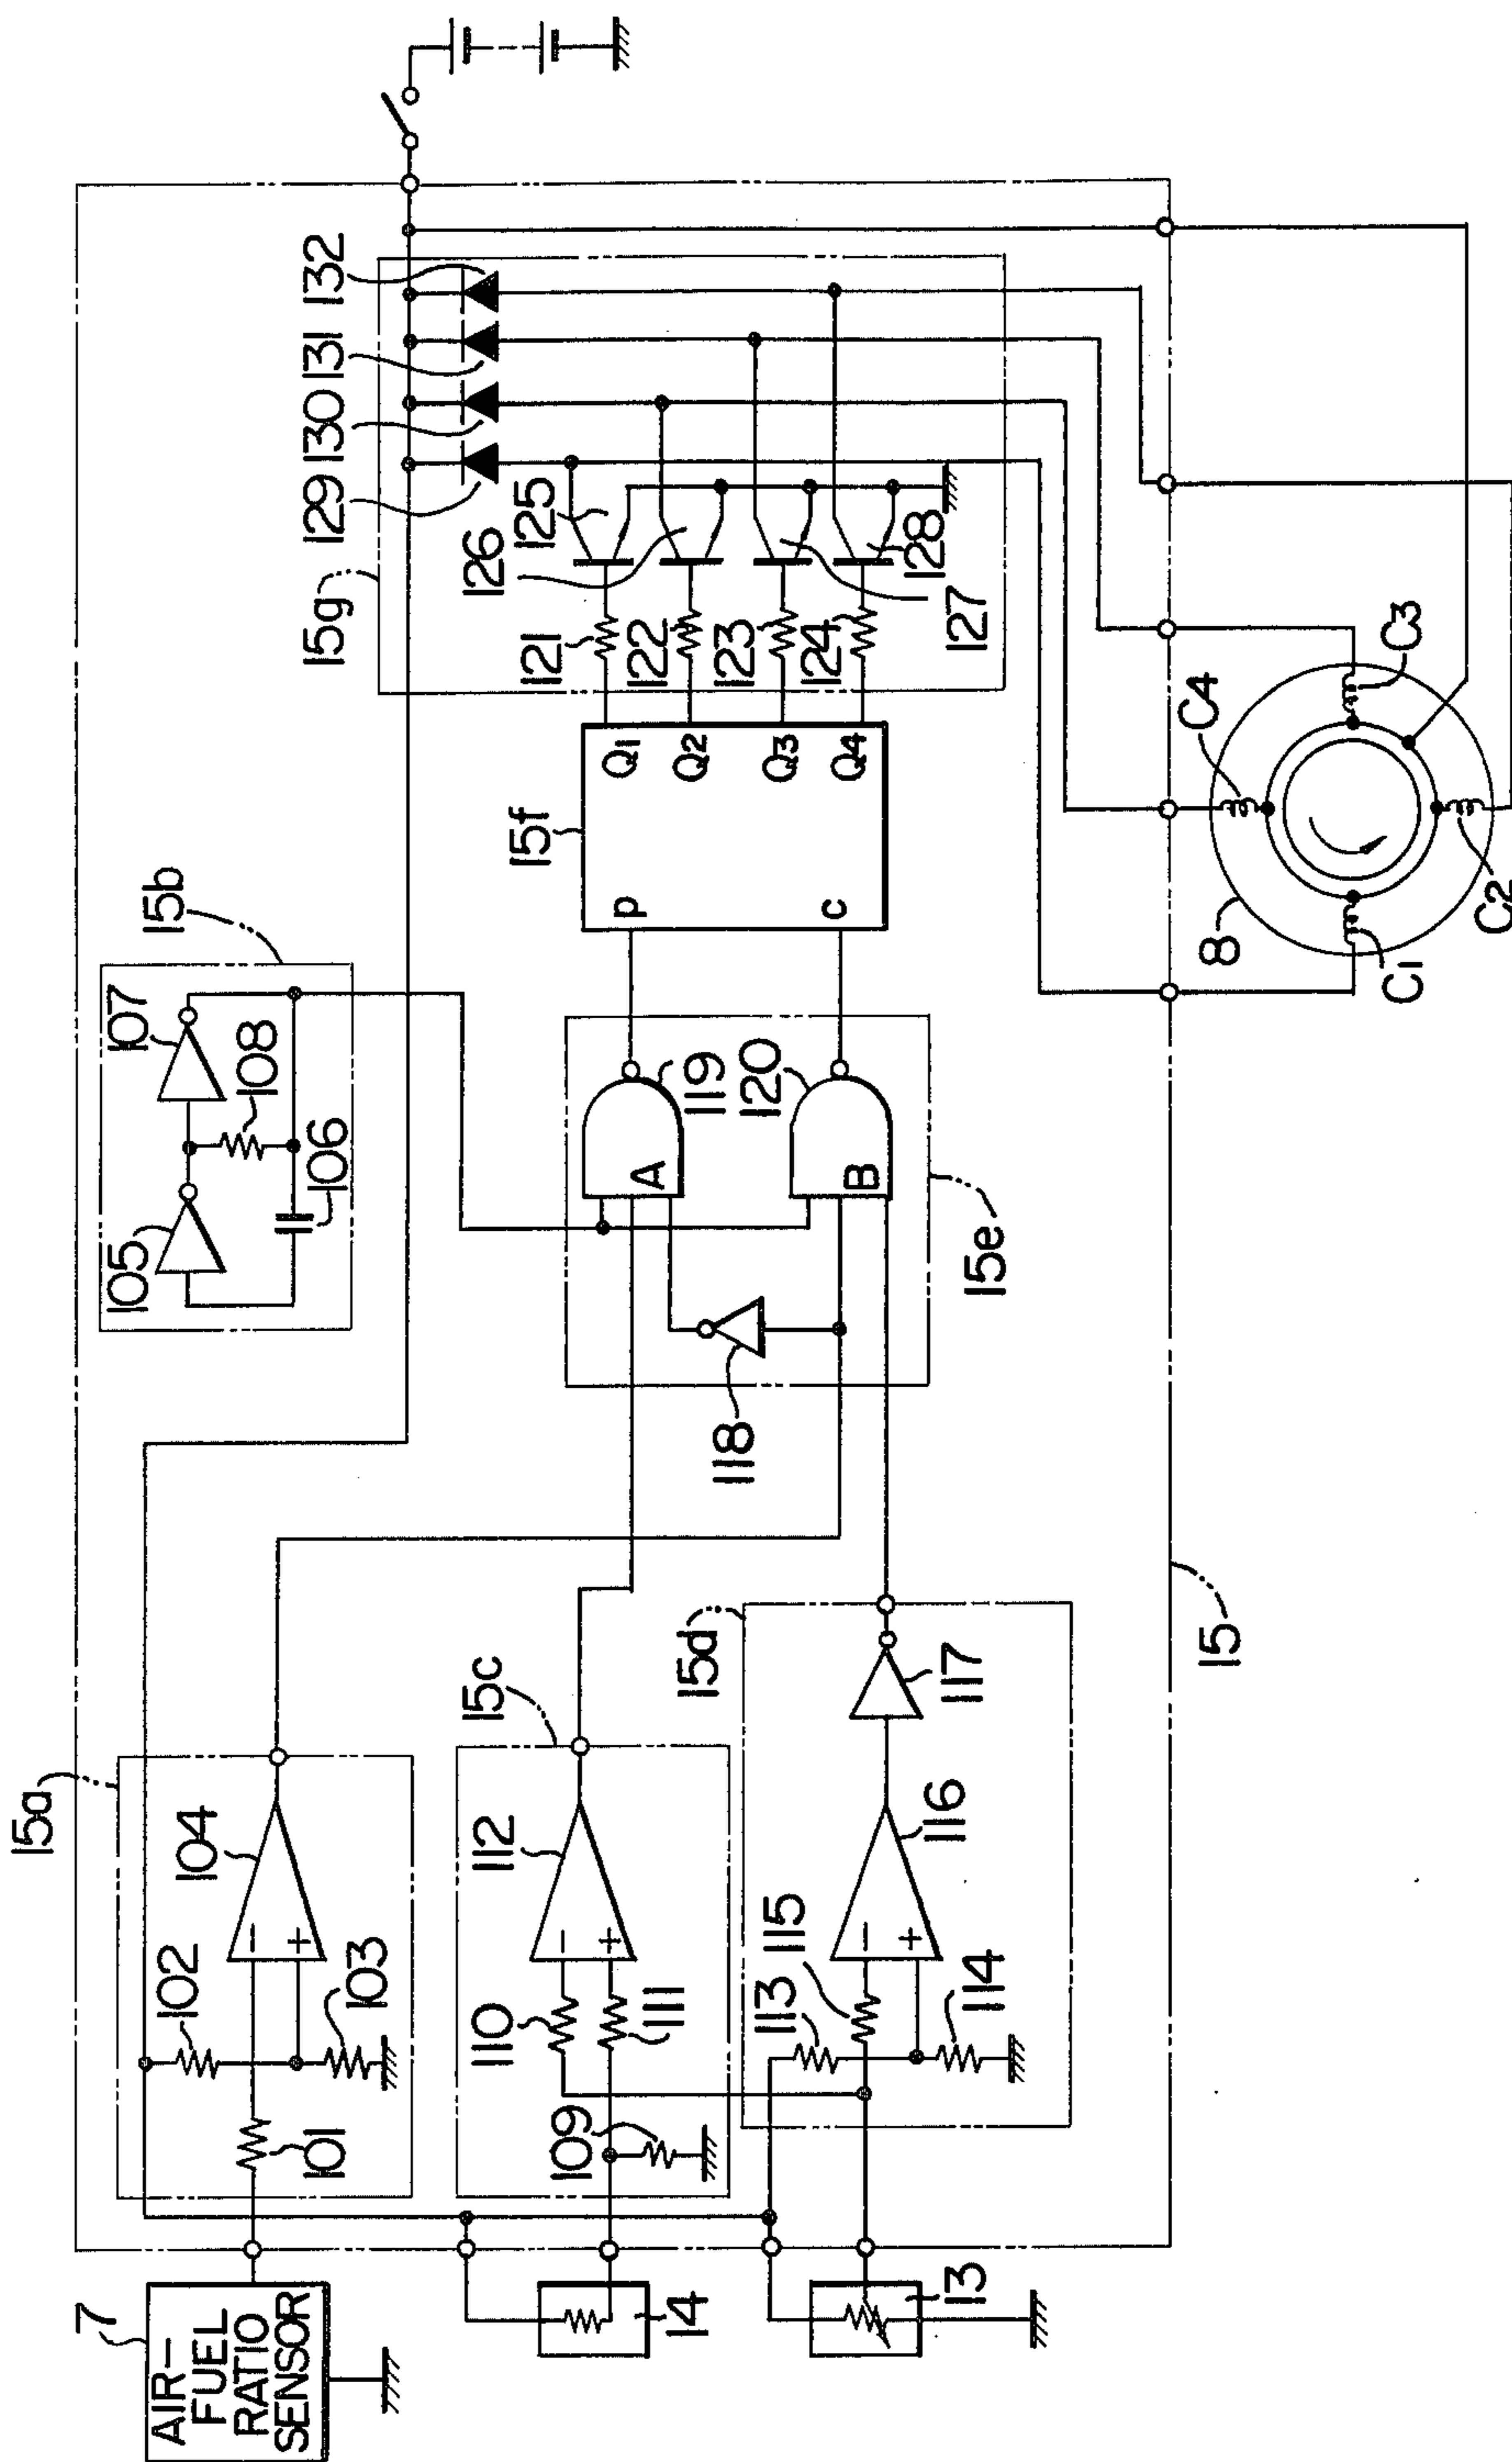 7
AIR–
FUEL
RATIO
SENSOR
14
13
15a
101
102
103
104
15c
109
110
111
112
15d
113
114
115
116
117
15
15b
105
106
107
108
118
A
119
B
120
15e
15f
p
c
Q1
Q2
Q3
Q4
15g
121
122
123
124
125
126
127
128
129
130
131
132
8
C1
C2
C3
C4
−
+
−
+
−
+